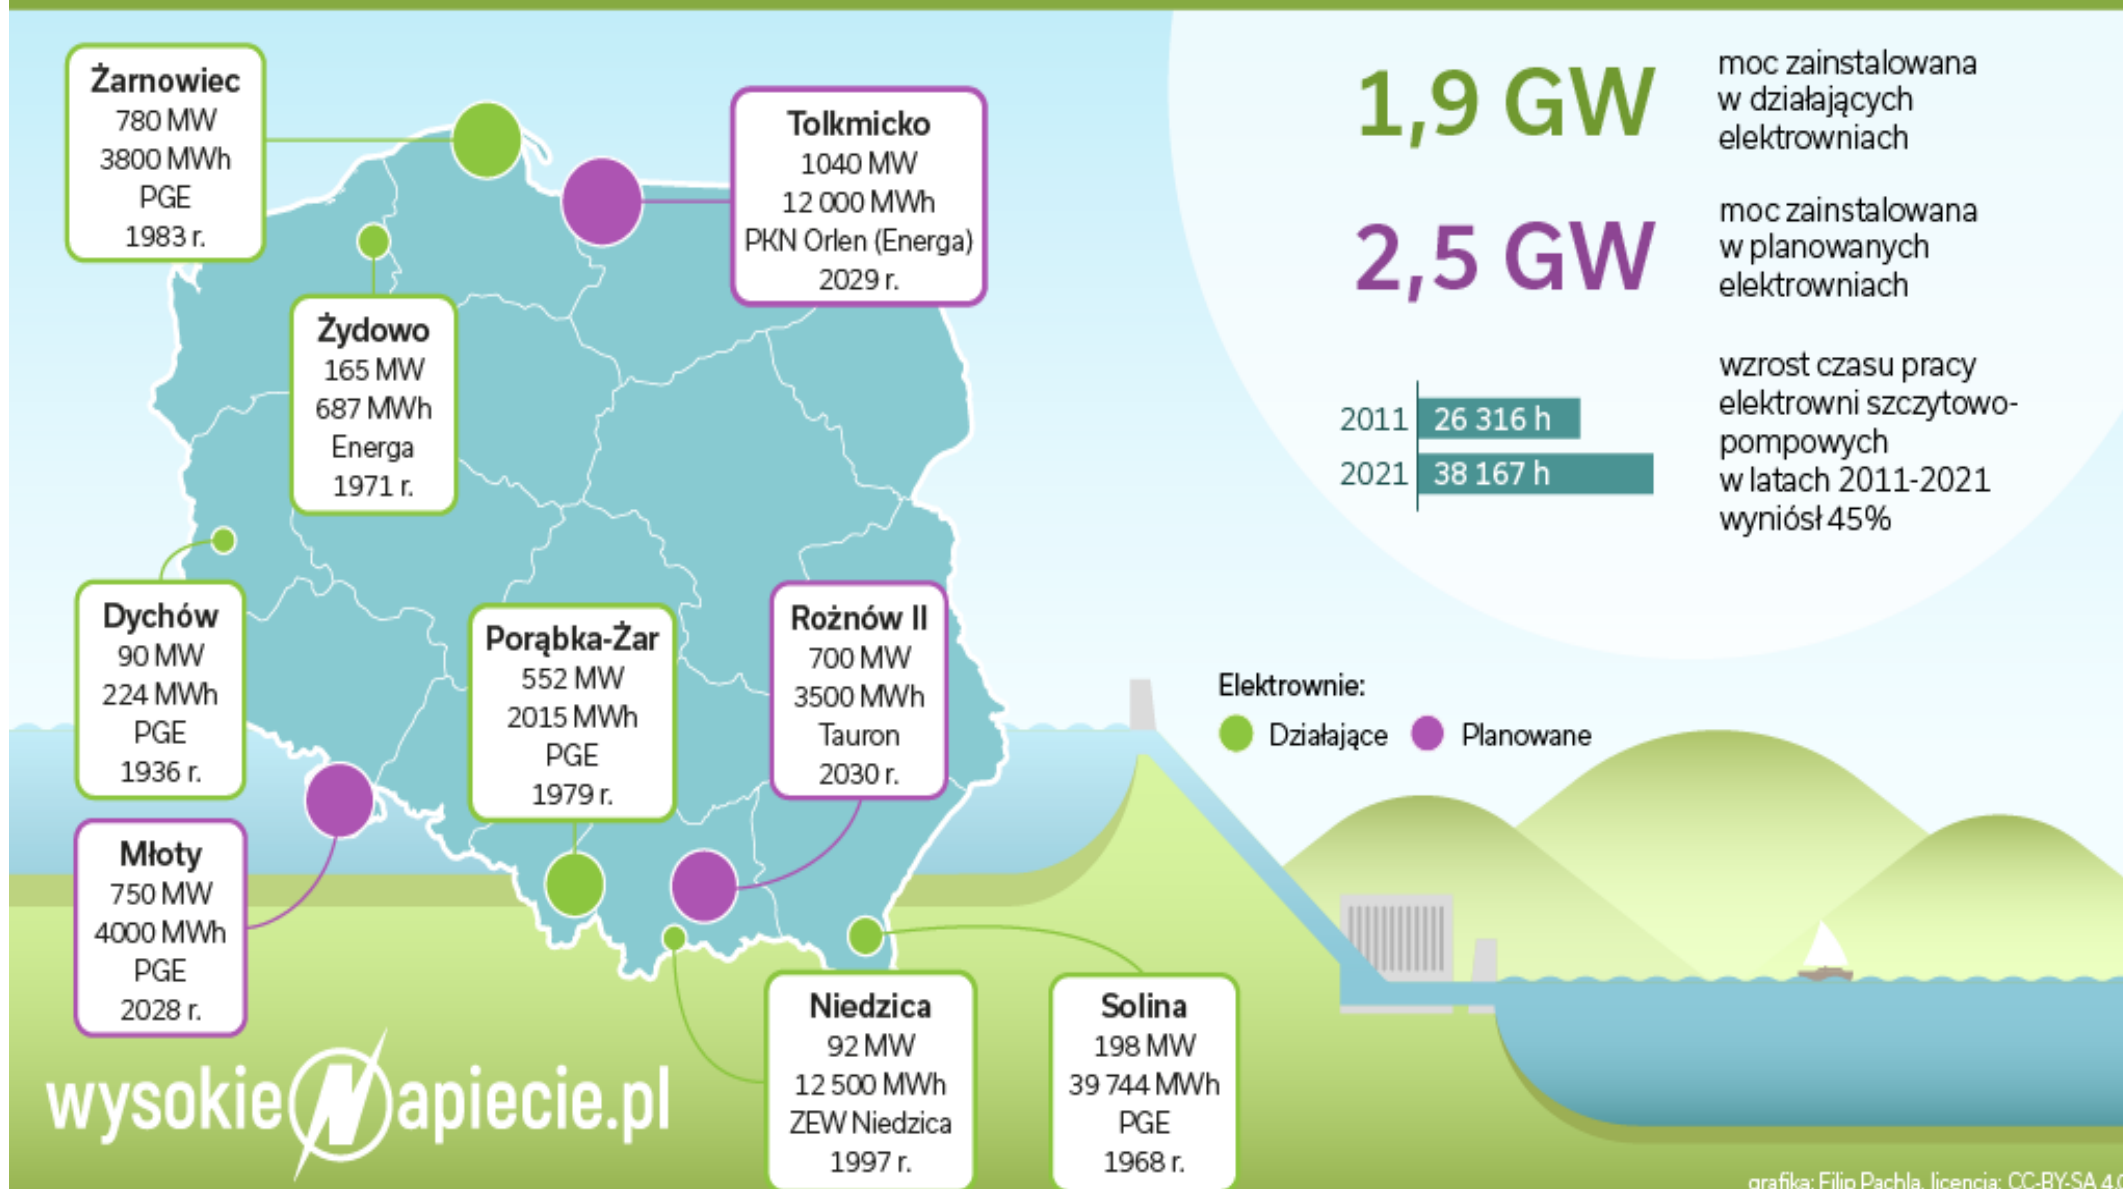 Żarnowiec
780 MW
3800 MWh
PGE
1983 r.
Tolkmicko
1040 MW
12 000 MWh
PKN Orlen (Energa)
2029 r.
Żydowo
165 MW
687 MWh
Energa
1971 r.
Dychów
90 MW
224 MWh
PGE
1936 r.
Porąbka-Żar
552 MW
2015 MWh
PGE
1979 r.
Rożnów II
700 MW
3500 MWh
Tauron
2030 r.
Młoty
750 MW
4000 MWh
PGE
2028 r.
Niedzica
92 MW
12 500 MWh
ZEW Niedzica
1997 r.
Solina
198 MW
39 744 MWh
PGE
1968 r.
1,9 GW
moc zainstalowana
w działających
elektrowniach
2,5 GW
moc zainstalowana
w planowanych
elektrowniach
2011 26 316 h
2021 38 167 h
wzrost czasu pracy
elektrowni szczytowo-
pompowych
w latach 2011-2021
wyniósł 45%
Elektrownie:
Działające Planowane
wysokieNapiecie.pl
grafika: Filip Pachla, licencja: CC-BY-SA 4.0